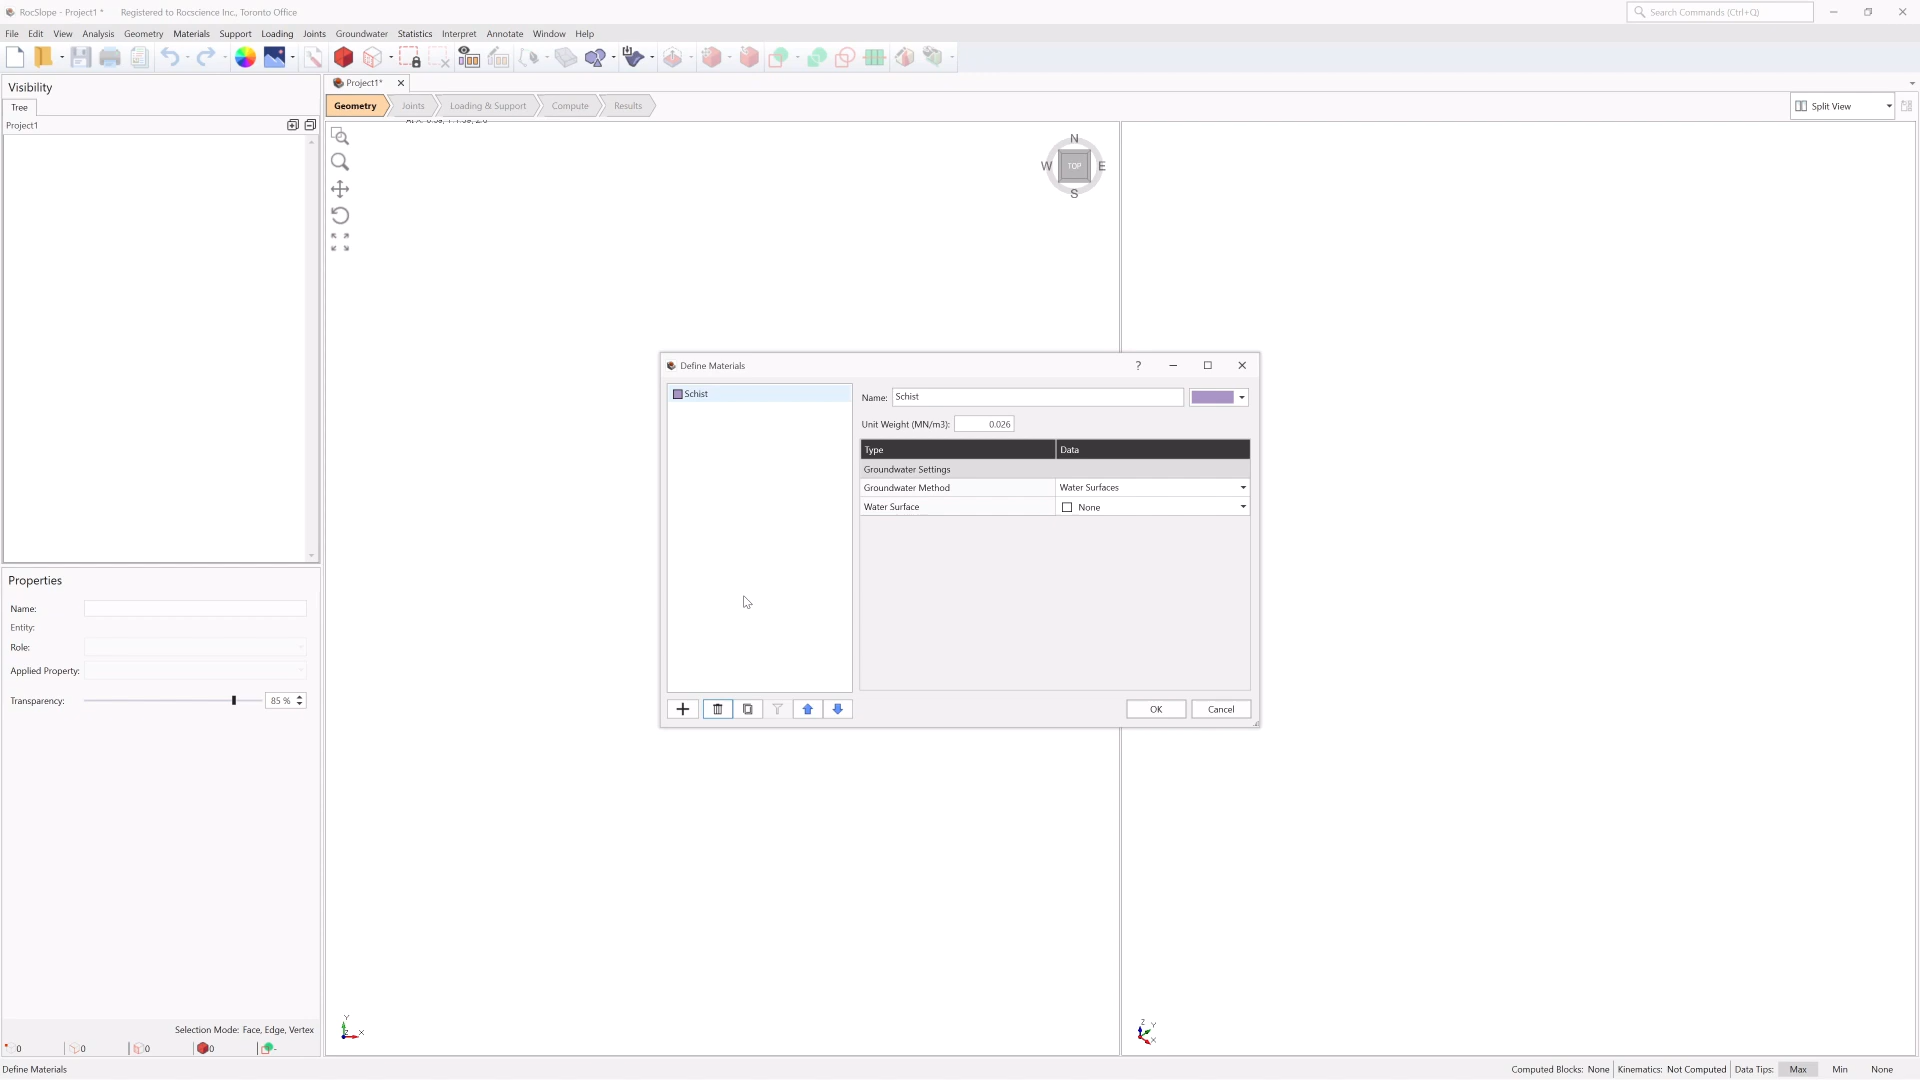 RocSlope - Project1 *
Registered to Rocscience Inc., Toronto Office
Search Commands (Ctrl+Q)
File Edit View Analysis Geometry Materials Support Loading Joints Groundwater Statistics Interpret Annotate Window Help
Visibility
Tree
Project1
Project1*
Geometry Joints Loading & Support Compute Results
Split View
N
W TOP E
S
Define Materials
Schist
Name: Schist
Unit Weight (MN/m3): 0.026
Type Data
Groundwater Settings
Groundwater Method Water Surfaces
Water Surface None
OK Cancel
Properties
Name:
Entity:
Role:
Applied Property:
Transparency: 85 %
Selection Mode: Face, Edge, Vertex
0 0 0 0 -
Y
Z X
Z Y
X
Define Materials
Computed Blocks: None Kinematics: Not Computed Data Tips: Max Min None